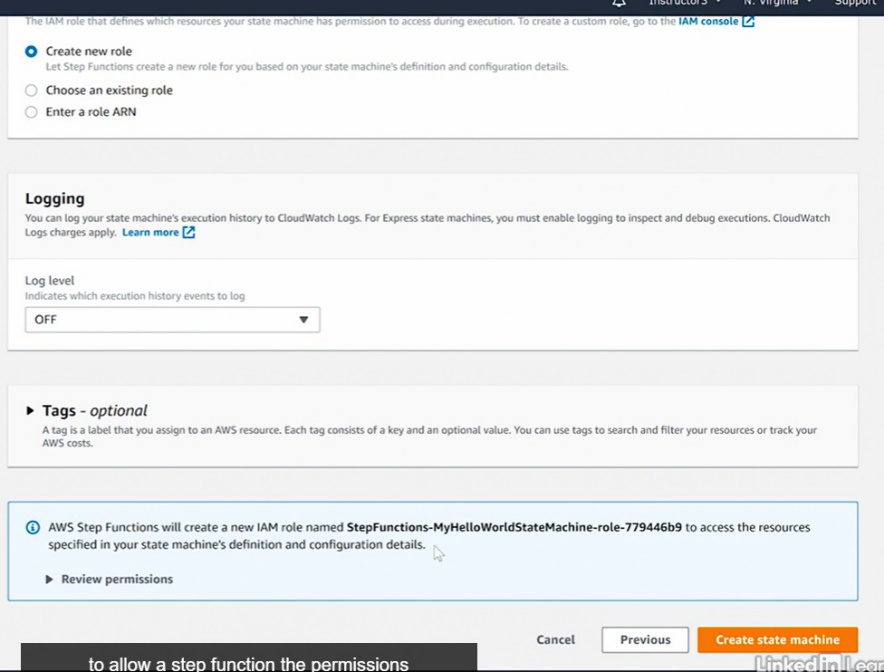 Instructors N. Virginia Support
The IAM role that defines which resources your state machine has permission to access during execution. To create a custom role, go to the IAM console
Create new role
Let Step Functions create a new role for you based on your state machine's definition and configuration details.
Choose an existing role
Enter a role ARN
Logging
You can log your state machine's execution history to CloudWatch Logs. For Express state machines, you must enable logging to inspect and debug executions. CloudWatch
Logs charges apply. Learn more
Log level
Indicates which execution history events to log
OFF
Tags - optional
A tag is a label that you assign to an AWS resource. Each tag consists of a key and an optional value. You can use tags to search and filter your resources or track your
AWS costs.
AWS Step Functions will create a new IAM role named StepFunctions-MyHelloWorldStateMachine-role-779446b9 to access the resources
specified in your state machine's definition and configuration details.
Review permissions
Cancel Previous Create state machine
to allow a step function the permissions
Linked in Lear